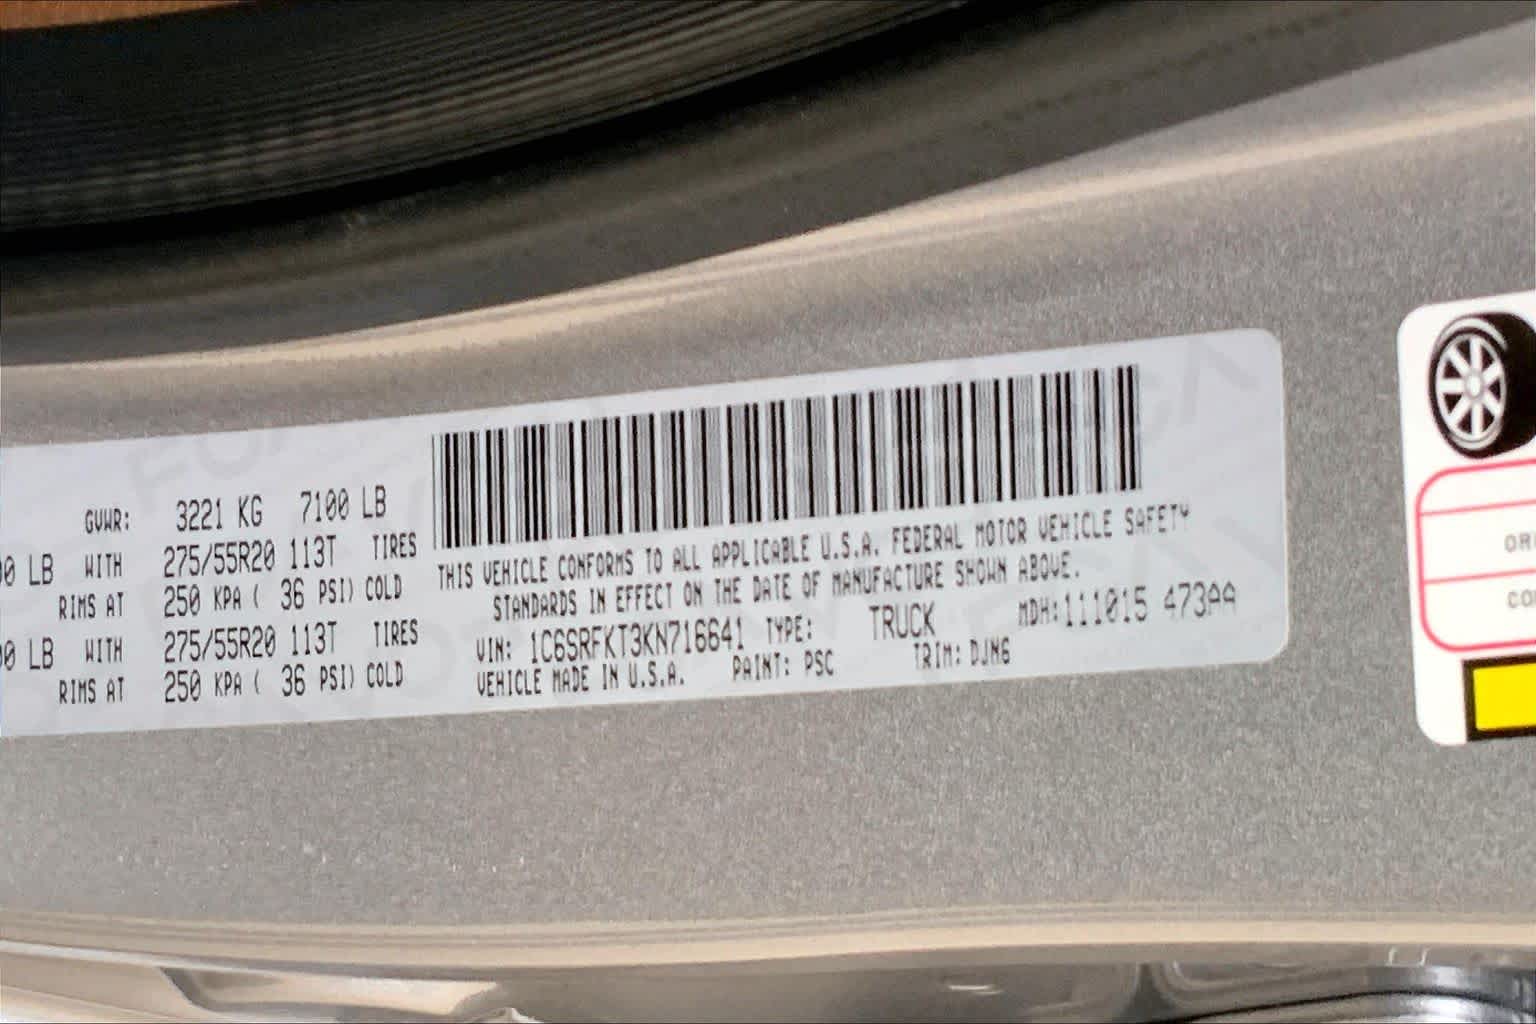 GVWR: 3221 KG 7100 LB
00 LB WITH 275/55R20 113T TIRES
RIMS AT 250 KPA ( 36 PSI) COLD
00 LB WITH 275/55R20 113T TIRES
RIMS AT 250 KPA ( 36 PSI) COLD
THIS VEHICLE CONFORMS TO ALL APPLICABLE U.S.A. FEDERAL MOTOR VEHICLE SAFETY
STANDARDS IN EFFECT ON THE DATE OF MANUFACTURE SHOWN ABOVE.
VIN: 1C6SRFKT3KN716641 TYPE: TRUCK MDH:111015 473AA
VEHICLE MADE IN U.S.A. PAINT: PSC TRIM: DJM6